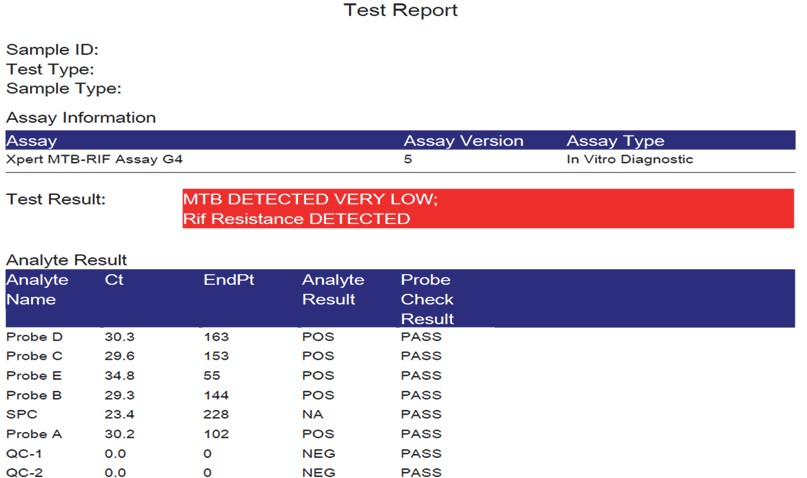 Test Report
Sample ID:
Test Type:
Sample Type:
Assay Information
Assay Assay Version Assay Type
Xpert MTB-RIF Assay G4 5 In Vitro Diagnostic
Test Result: MTB DETECTED VERY LOW;
Rif Resistance DETECTED
Analyte Result
Analyte Ct EndPt Analyte Probe
Name Result Check
Result
Probe D 30.3 163 POS PASS
Probe C 29.6 153 POS PASS
Probe E 34.8 55 POS PASS
Probe B 29.3 144 POS PASS
SPC 23.4 228 NA PASS
Probe A 30.2 102 POS PASS
QC-1 0.0 0 NEG PASS
QC-2 0.0 0 NEG PASS